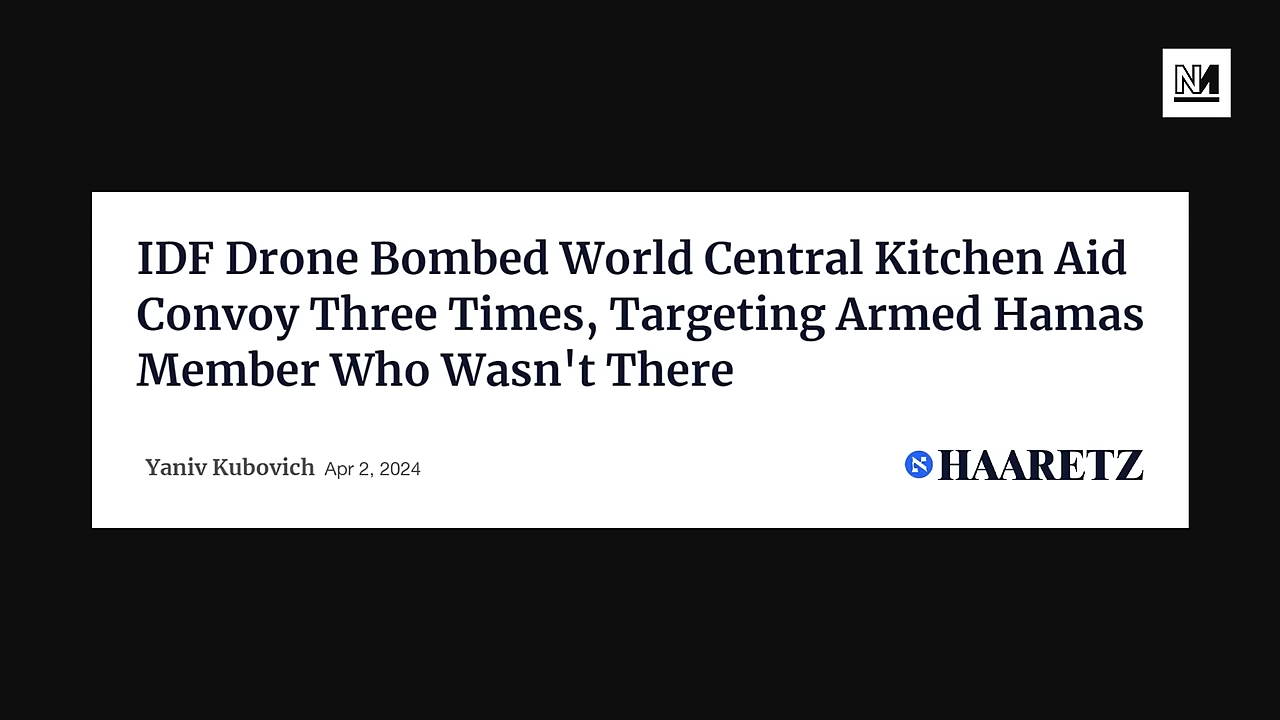 NM
IDF Drone Bombed World Central Kitchen Aid
Convoy Three Times, Targeting Armed Hamas
Member Who Wasn't There
Yaniv Kubovich Apr 2, 2024
HAARETZ